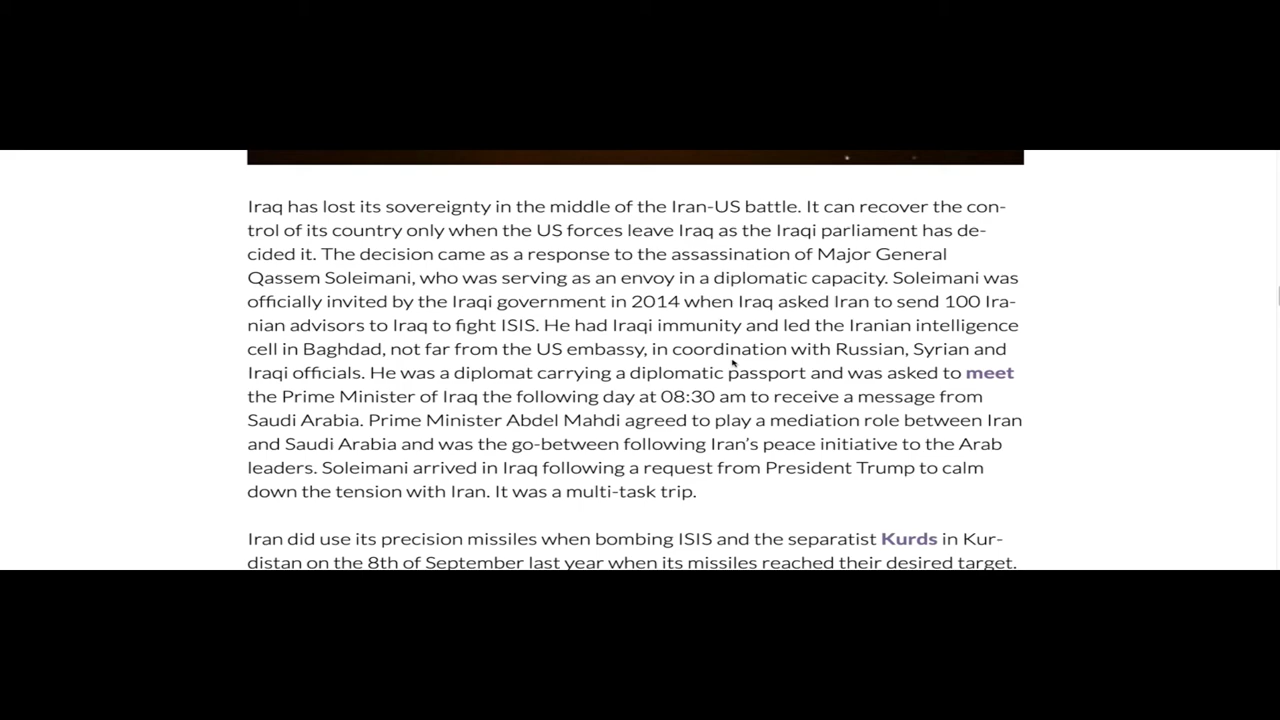 Iraq has lost its sovereignty in the middle of the Iran-US battle. It can recover the con-
trol of its country only when the US forces leave Iraq as the Iraqi parliament has de-
cided it. The decision came as a response to the assassination of Major General
Qassem Soleimani, who was serving as an envoy in a diplomatic capacity. Soleimani was
officially invited by the Iraqi government in 2014 when Iraq asked Iran to send 100 Ira-
nian advisors to Iraq to fight ISIS. He had Iraqi immunity and led the Iranian intelligence
cell in Baghdad, not far from the US embassy, in coordination with Russian, Syrian and
Iraqi officials. He was a diplomat carrying a diplomatic passport and was asked to meet
the Prime Minister of Iraq the following day at 08:30 am to receive a message from
Saudi Arabia. Prime Minister Abdel Mahdi agreed to play a mediation role between Iran
and Saudi Arabia and was the go-between following Iran’s peace initiative to the Arab
leaders. Soleimani arrived in Iraq following a request from President Trump to calm
down the tension with Iran. It was a multi-task trip.
Iran did use its precision missiles when bombing ISIS and the separatist Kurds in Kur-
distan on the 8th of September last year when its missiles reached their desired target.